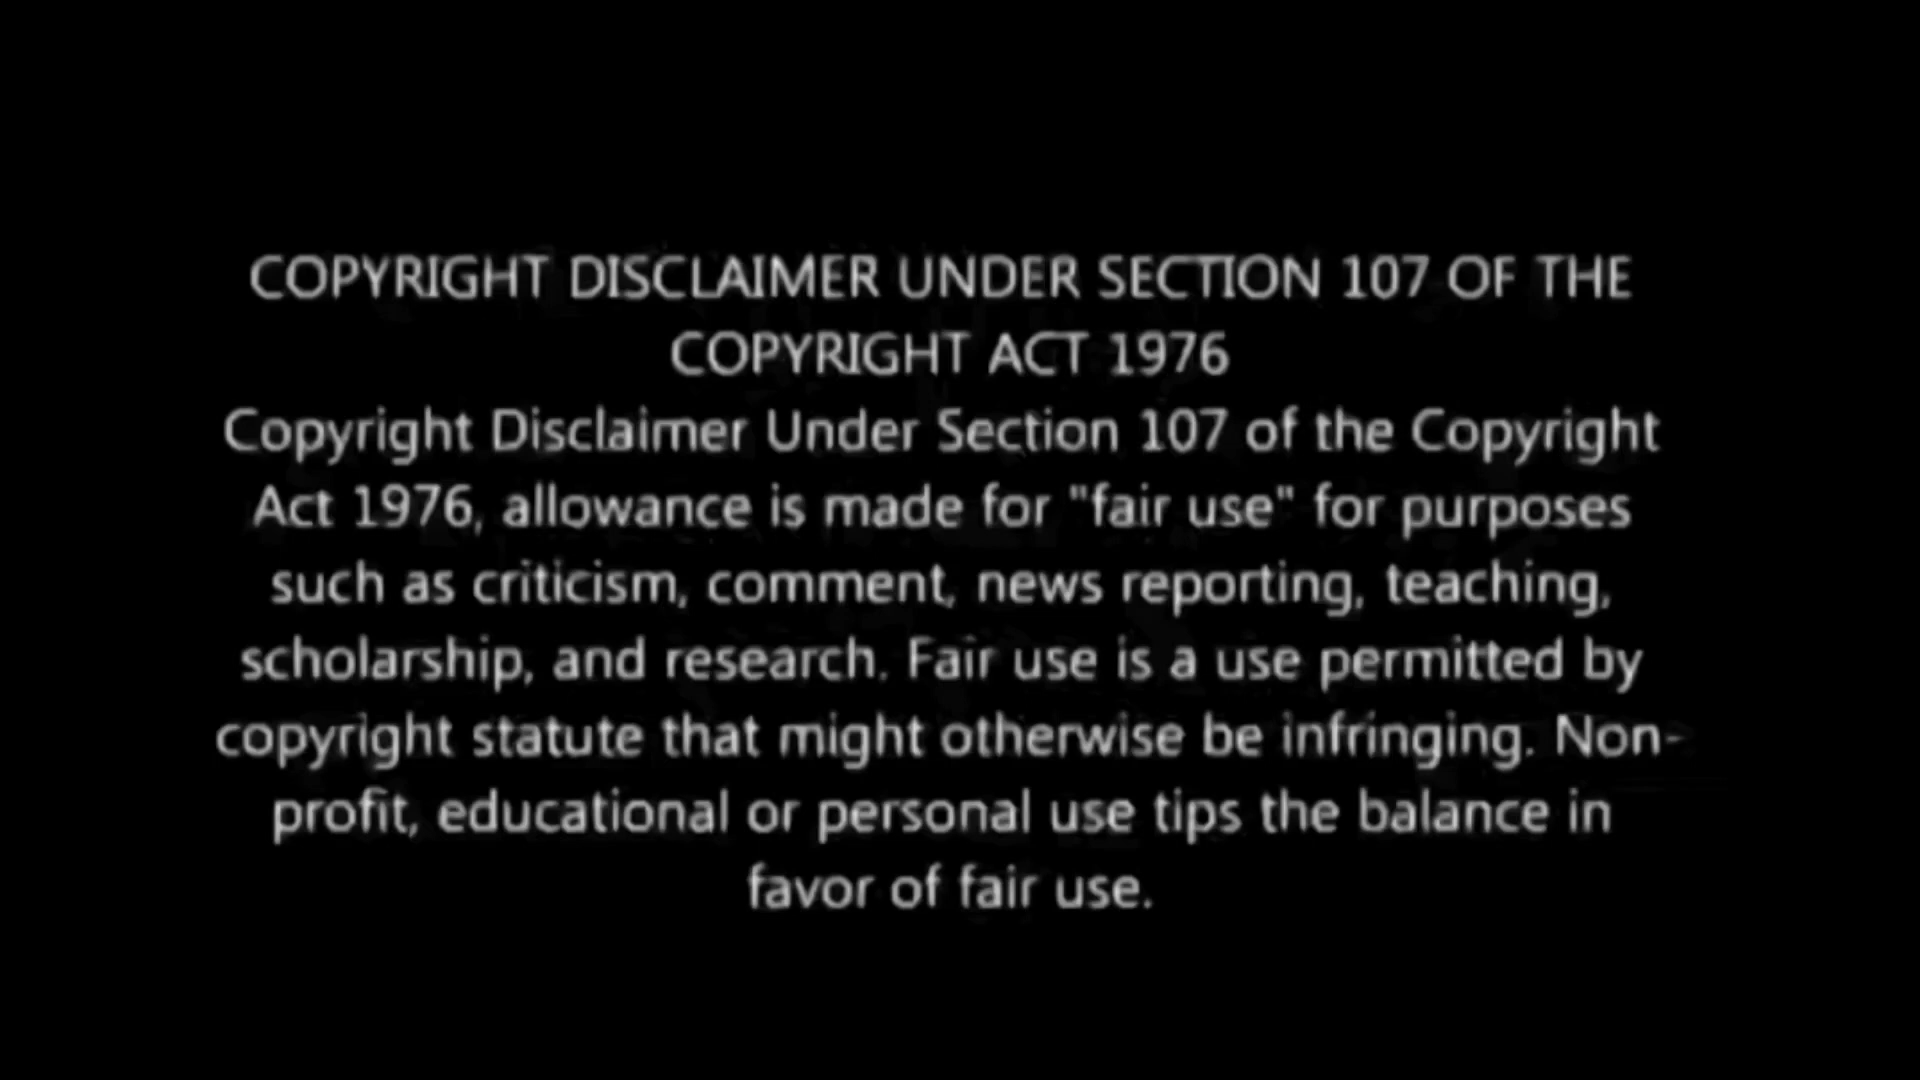 COPYRIGHT DISCLAIMER UNDER SECTION 107 OF THE
COPYRIGHT ACT 1976
Copyright Disclaimer Under Section 107 of the Copyright
Act 1976, allowance is made for "fair use" for purposes
such as criticism, comment, news reporting, teaching,
scholarship, and research. Fair use is a use permitted by
copyright statute that might otherwise be infringing. Non-
profit, educational or personal use tips the balance in
favor of fair use.